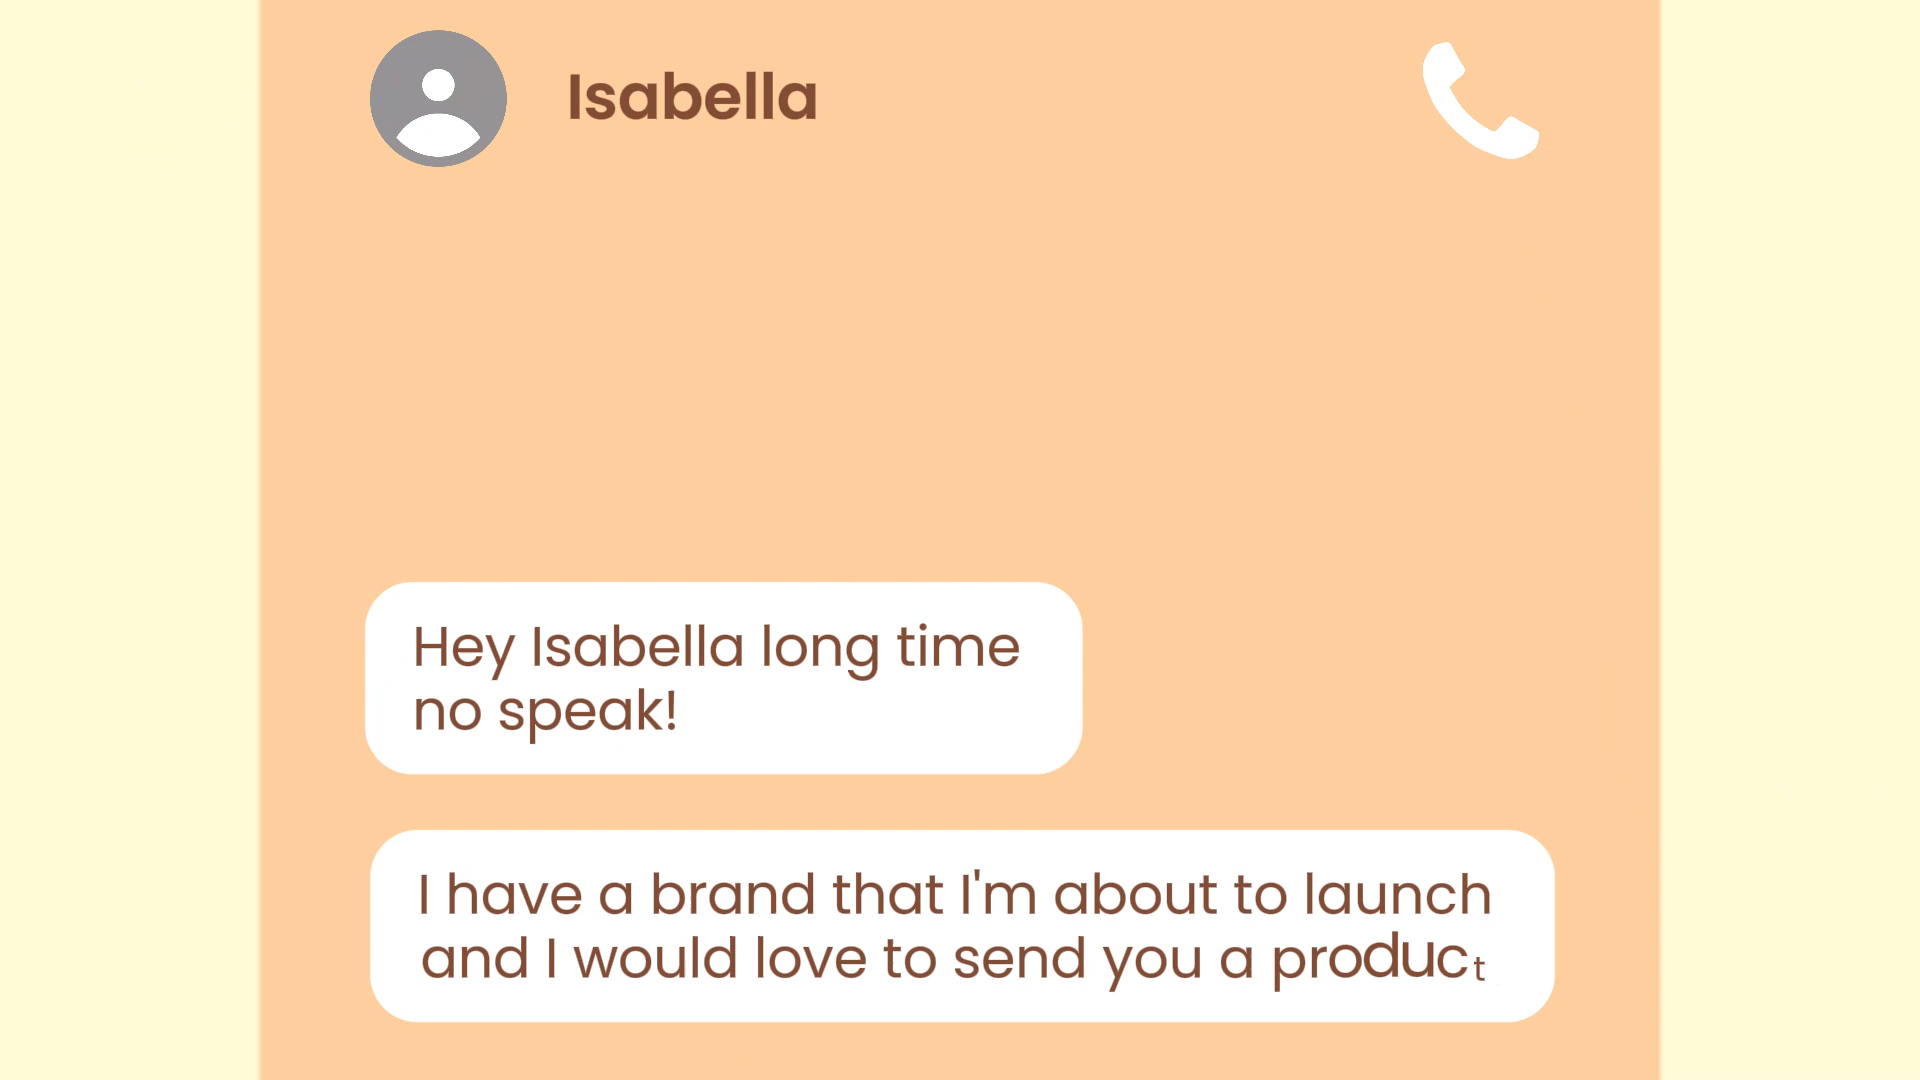 Isabella
Hey Isabella long time
no speak!
I have a brand that I'm about to launch
and I would love to send you a product